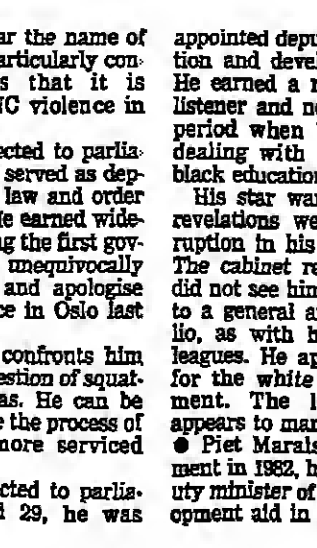 ar the name of
articularly con-
s that it is
NC violence in
ected to parlia-
served as dep-
law and order
He earned wide-
ng the first gov-
unequivocally
and apologise
ce in Oslo last
confronts him
estion of squat-
as. He can be
e the process of
more serviced
cted to parlia-
d 29, he was
appointed depu
tion and devel
He earned a r
listener and ne
period when
dealing with
black education
His star wan
revelations we
ruption in his
The cabinet re
did not see him
to a general a
lio, as with h
leagues. He ap
for the white
ment. The l
appears to mar
● Piet Marais
ment in 1982, h
uty minister of
opment aid in